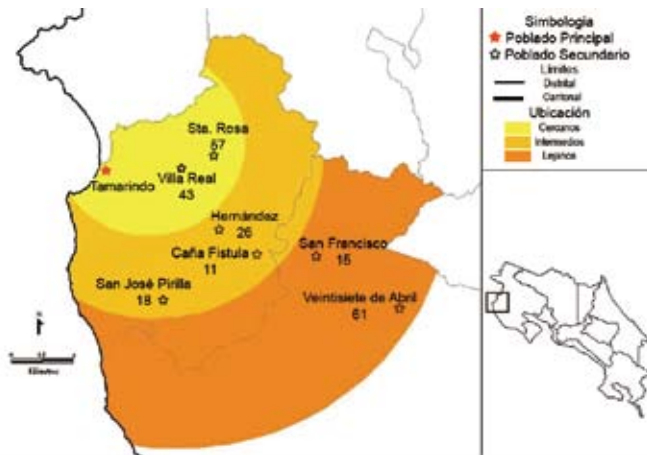 Simbología
Poblado Principal
Poblado Secundario
Límites
Distrital
Cantonal
Ubicación
Cercanos
Intermedios
Lejanos
Sta. Rosa
57
Tamarindo
Villa Real
43
Hernández
26
Caña Fistula
11
San Francisco
15
San José Pinilla
18
Veintisiete de Abril
61